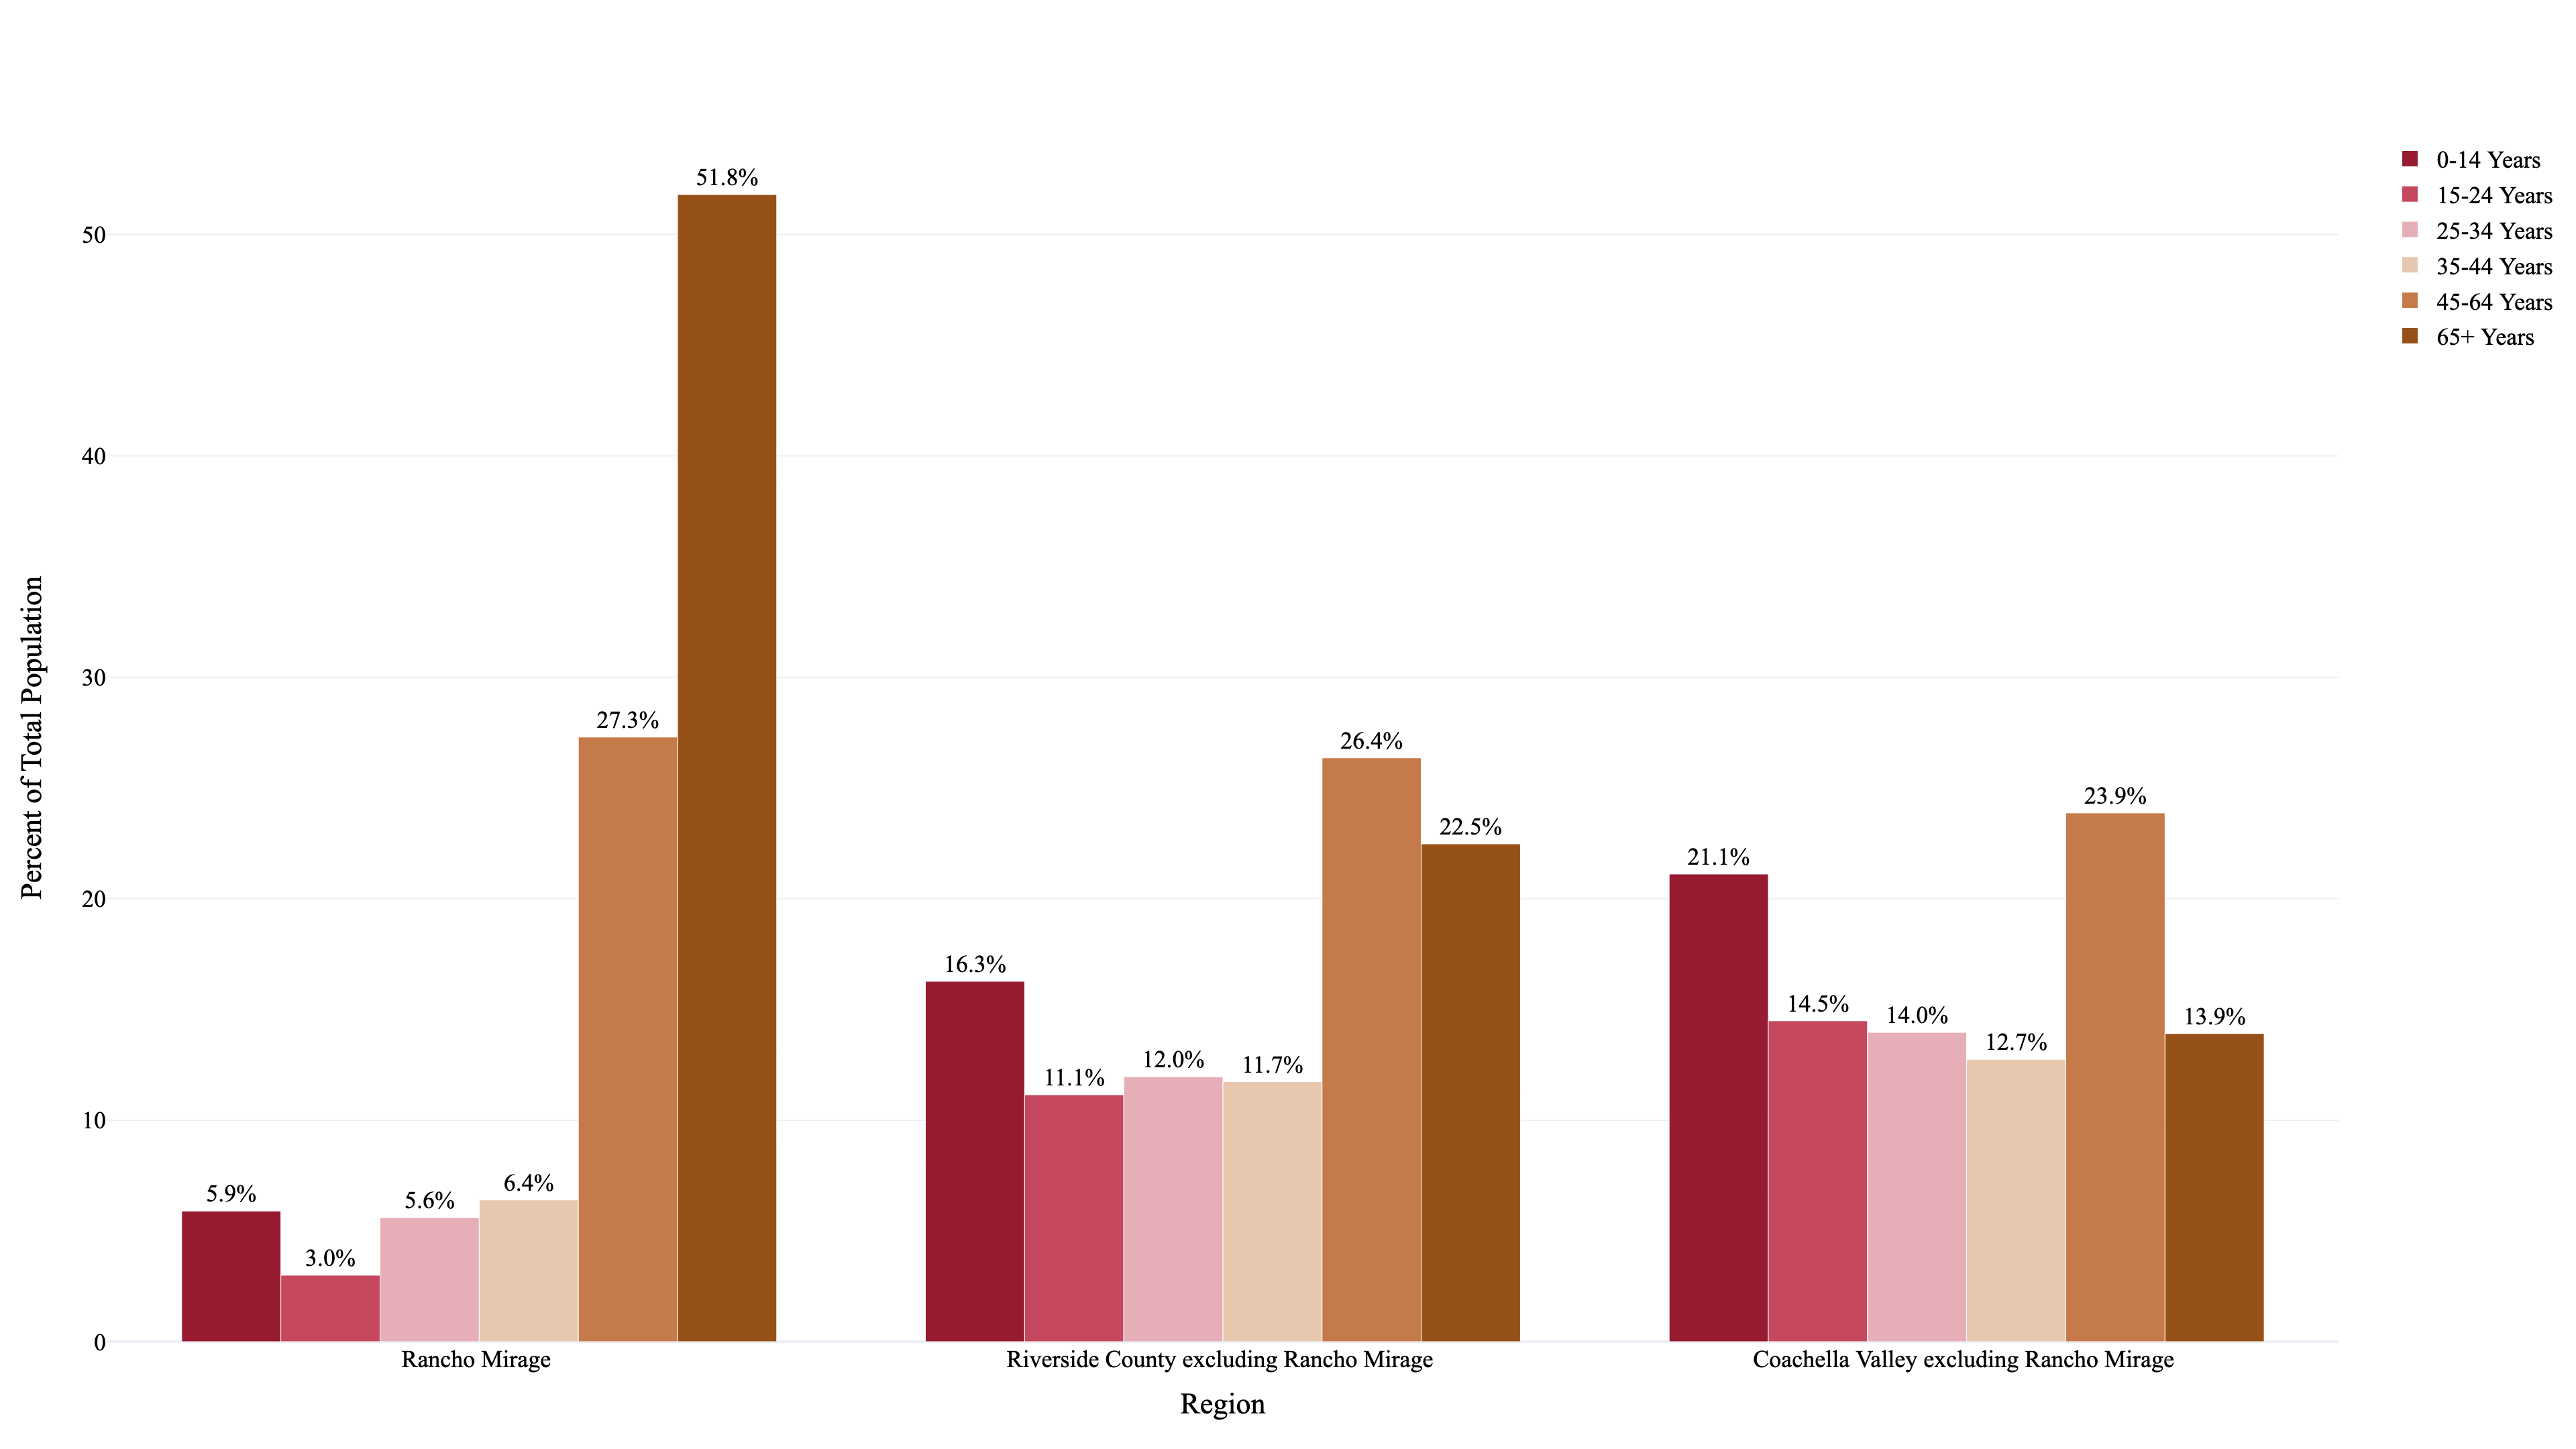 0-14 Years
15-24 Years
25-34 Years
35-44 Years
45-64 Years
65+ Years
Percent of Total Population
50
40
30
20
10
0
5.9%
3.0%
5.6%
6.4%
27.3%
51.8%
16.3%
11.1%
12.0%
11.7%
26.4%
22.5%
21.1%
14.5%
14.0%
12.7%
23.9%
13.9%
Rancho Mirage
Riverside County excluding Rancho Mirage
Coachella Valley excluding Rancho Mirage
Region